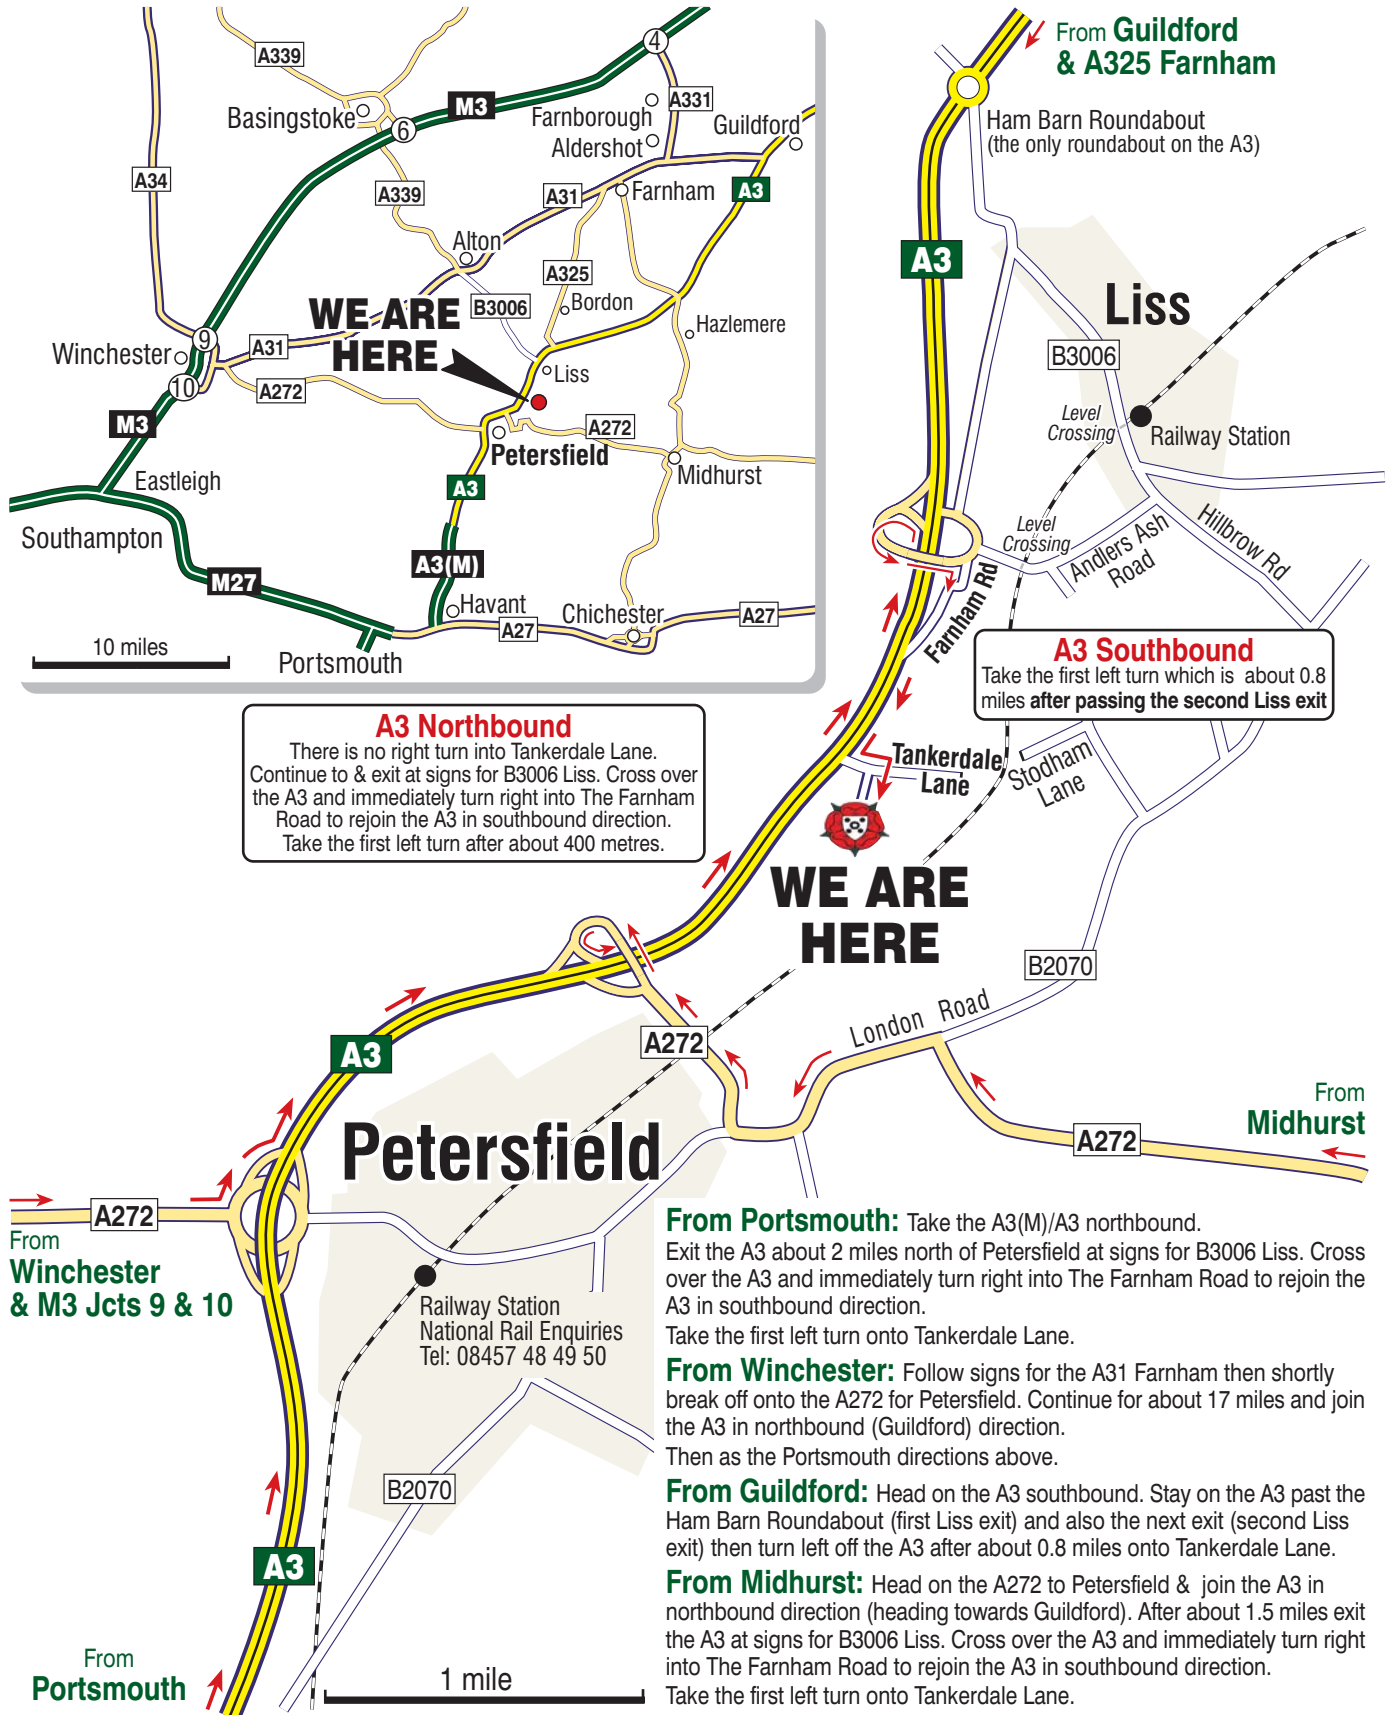 A339
4
M3
A331
Basingstoke
Farnborough
Guildford
6
Aldershot
A34
A339
A31
Farnham
A3
Alton
A325
B3006
Bordon
WE ARE
HERE
Hazlemere
9
Winchester
A31
Liss
10
A272
M3
A272
Petersfield
Midhurst
Eastleigh
A3
Southampton
A3(M)
M27
Havant
Chichester
A27
A27
10 miles
Portsmouth
From Guildford
& A325 Farnham
Ham Barn Roundabout
(the only roundabout on the A3)
A3
Liss
B3006
Level
Crossing
Railway Station
Level
Crossing
Andlers Ash
Road
Hillbrow Rd
Farnham Rd
A3 Southbound
Take the first left turn which is about 0.8
miles after passing the second Liss exit
A3 Northbound
There is no right turn into Tankerdale Lane.
Continue to & exit at signs for B3006 Liss. Cross over
the A3 and immediately turn right into The Farnham
Road to rejoin the A3 in southbound direction.
Take the first left turn after about 400 metres.
Tankerdale
Lane
Stodham
Lane
WE ARE
HERE
B2070
London Road
A272
A3
From
Midhurst
A272
Petersfield
A272
From
Winchester
& M3 Jcts 9 & 10
Railway Station
National Rail Enquiries
Tel: 08457 48 49 50
B2070
A3
From
Portsmouth
1 mile
From Portsmouth: Take the A3(M)/A3 northbound.
Exit the A3 about 2 miles north of Petersfield at signs for B3006 Liss. Cross
over the A3 and immediately turn right into The Farnham Road to rejoin the
A3 in southbound direction.
Take the first left turn onto Tankerdale Lane.
From Winchester: Follow signs for the A31 Farnham then shortly
break off onto the A272 for Petersfield. Continue for about 17 miles and join
the A3 in northbound (Guildford) direction.
Then as the Portsmouth directions above.
From Guildford: Head on the A3 southbound. Stay on the A3 past the
Ham Barn Roundabout (first Liss exit) and also the next exit (second Liss
exit) then turn left off the A3 after about 0.8 miles onto Tankerdale Lane.
From Midhurst: Head on the A272 to Petersfield & join the A3 in
northbound direction (heading towards Guildford). After about 1.5 miles exit
the A3 at signs for B3006 Liss. Cross over the A3 and immediately turn right
into The Farnham Road to rejoin the A3 in southbound direction.
Take the first left turn onto Tankerdale Lane.